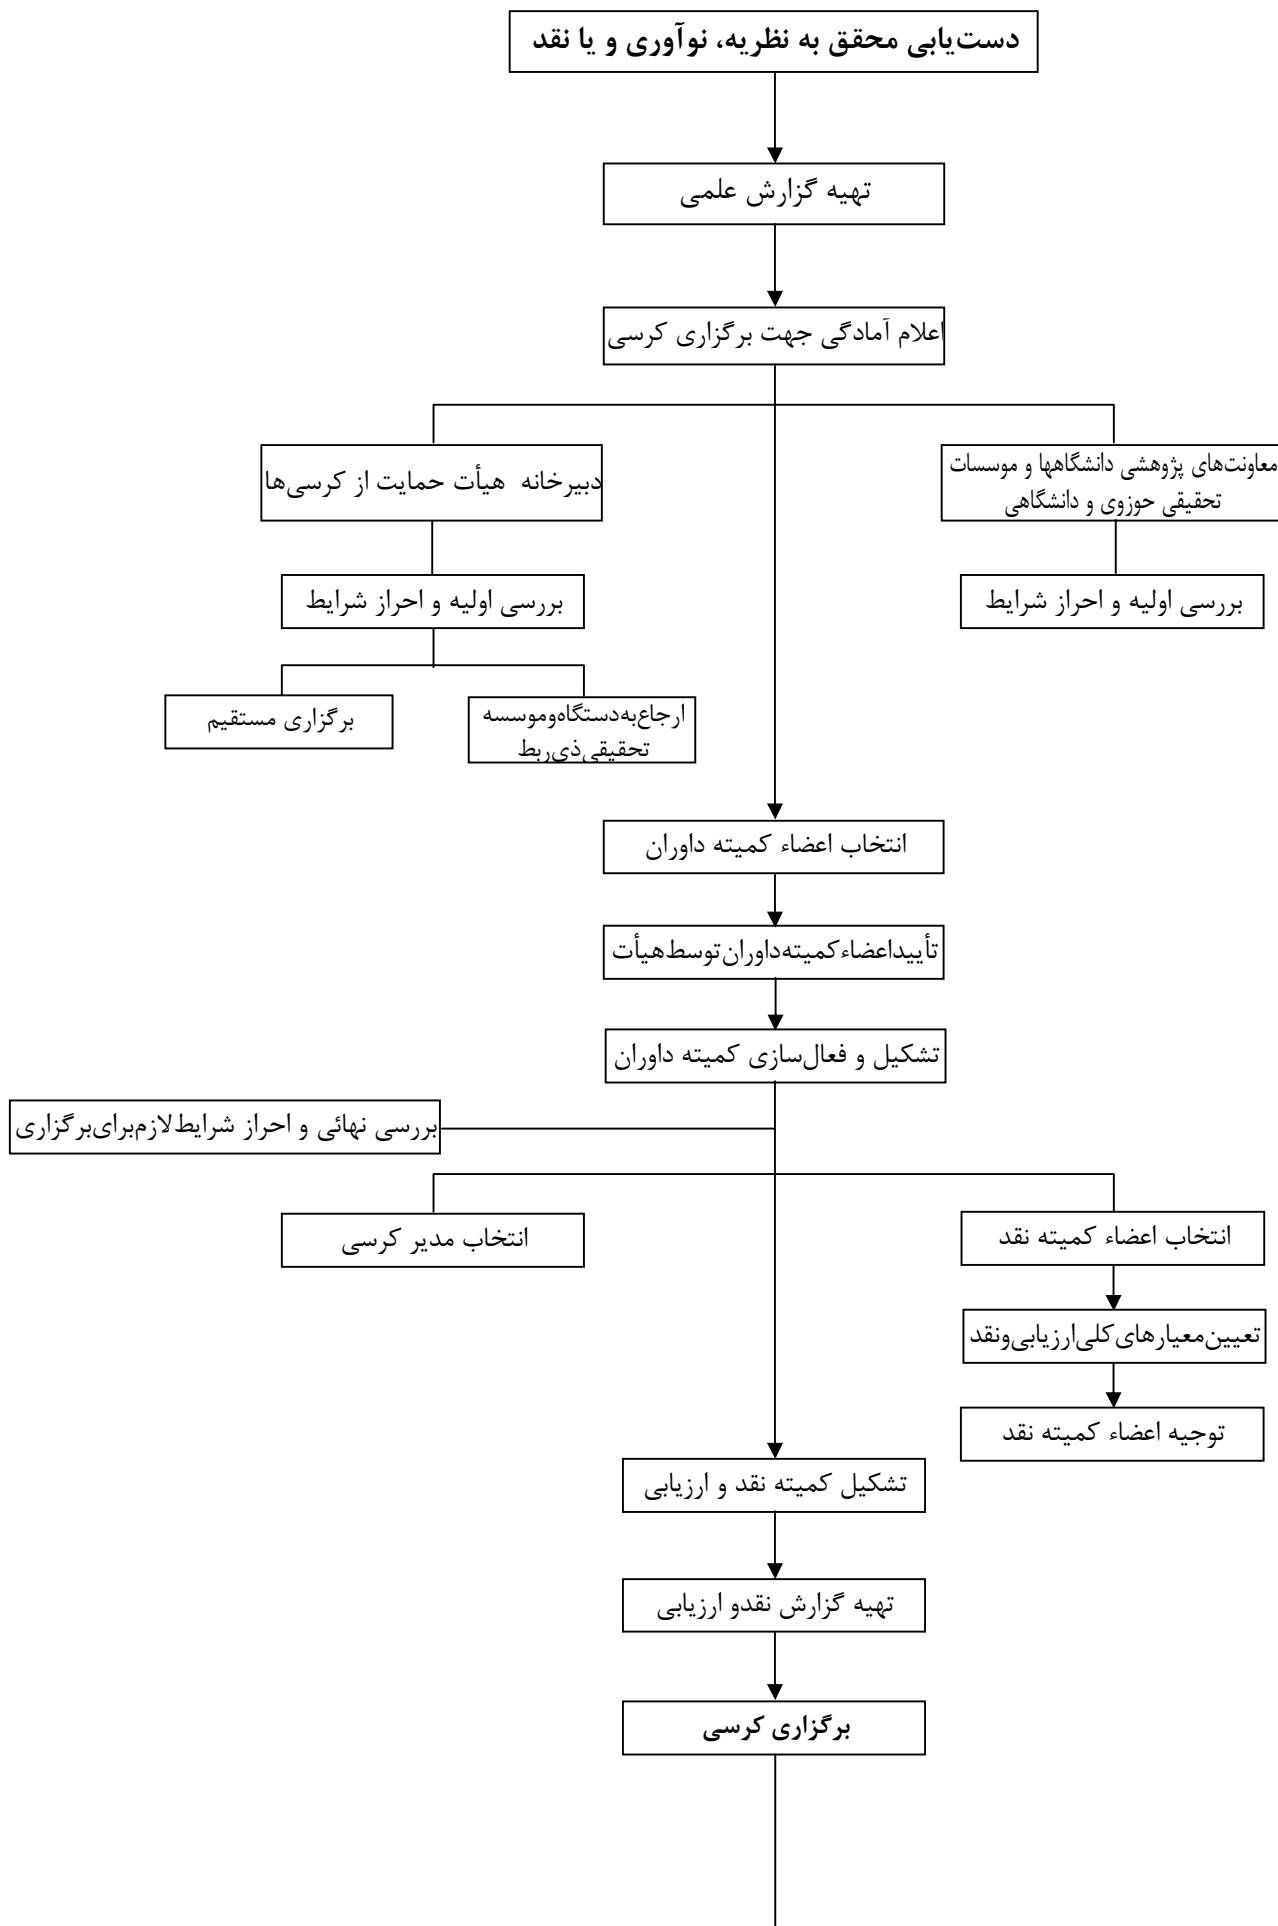 دست‌یابی محقق به نظریه، نوآوری و یا نقد
تهیه گزارش علمی
اعلام آمادگی جهت برگزاری کرسی
معاونت‌های پژوهشی دانشگاهها و موسسات
تحقیقی حوزوی و دانشگاهی
دبیرخانه هیأت حمایت از کرسی‌ها
بررسی اولیه و احراز شرایط
بررسی اولیه و احراز شرایط
ارجاع‌به‌دستگاه‌وموسسه
تحقیقی‌ذی‌ربط
برگزاری مستقیم
انتخاب اعضاء کمیته داوران
تأییداعضاء‌کمیته‌داوران‌توسط‌هیأت
تشکیل و فعال‌سازی کمیته داوران
بررسی نهائی و احراز شرایط‌لازم‌برای‌برگزاری
انتخاب اعضاء کمیته نقد
انتخاب مدیر کرسی
تعیین‌معیارهای‌کلی‌ارزیابی‌ونقد
توجیه اعضاء کمیته نقد
تشکیل کمیته نقد و ارزیابی
تهیه گزارش نقدو ارزیابی
برگزاری کرسی